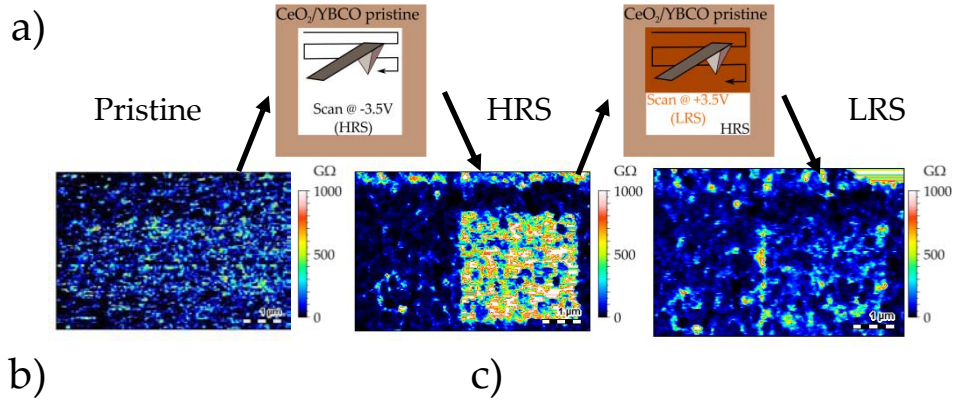 a)
CeO₂/YBCO pristine
Scan @ -3.5V
(HRS)
CeO₂/YBCO pristine
Scan @ +3.5V
(LRS)
HRS
Pristine
HRS
LRS
GΩ
1000
500
0
1 µm
GΩ
1000
500
0
1 µm
GΩ
1000
500
0
1 µm
b)
c)